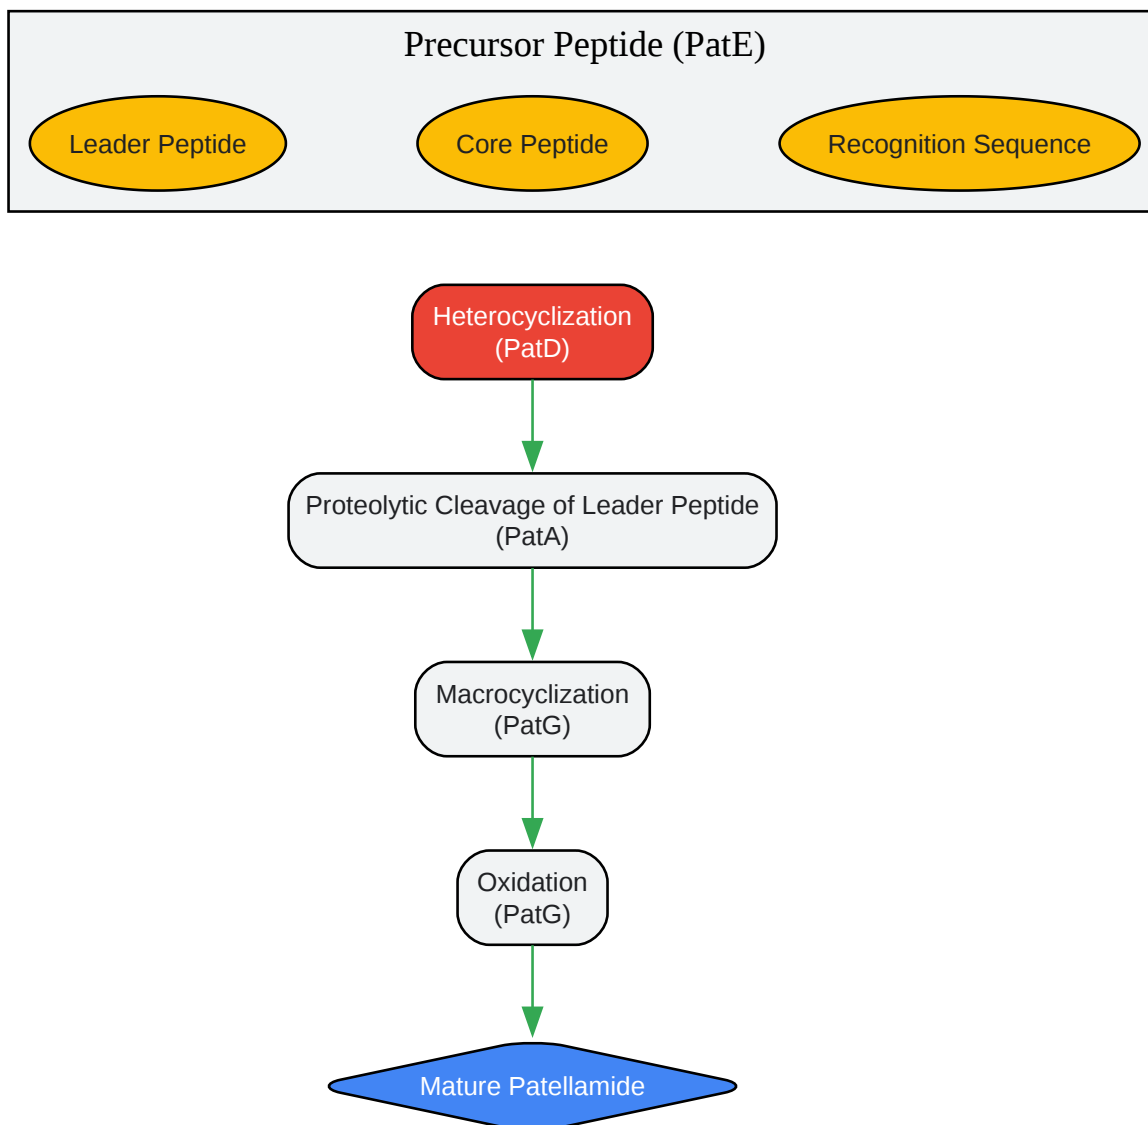 Precursor Peptide (PatE)
Leader Peptide
Core Peptide
Recognition Sequence
Heterocyclization
(PatD)
Proteolytic Cleavage of Leader Peptide
(PatA)
Macrocyclization
(PatG)
Oxidation
(PatG)
Mature Patellamide